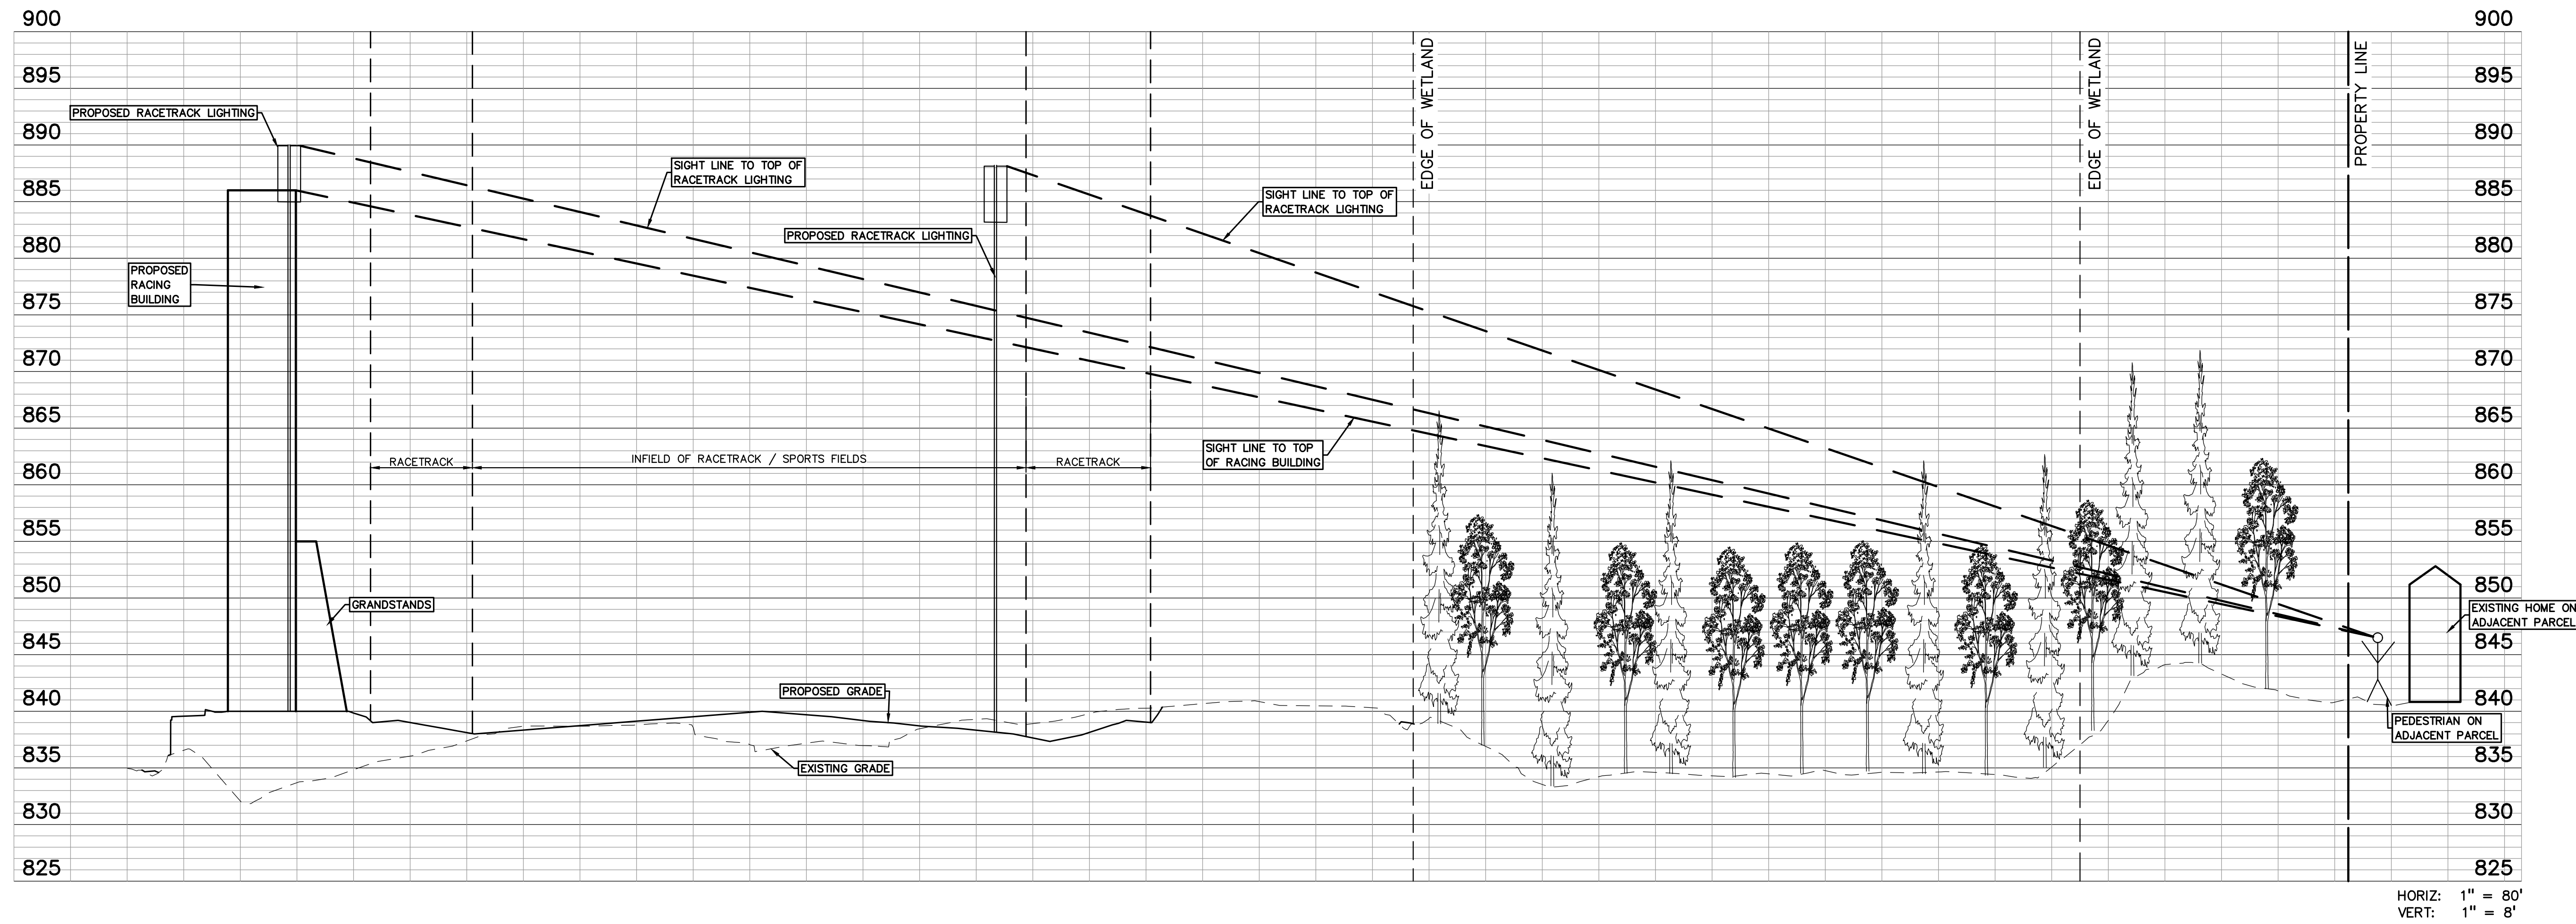 900
900
895
895
890
890
885
885
880
880
875
875
870
870
865
865
860
860
855
855
850
850
845
845
840
840
835
835
830
830
825
825
PROPOSED RACETRACK LIGHTING
SIGHT LINE TO TOP OF
RACETRACK LIGHTING
PROPOSED RACETRACK LIGHTING
SIGHT LINE TO TOP OF
RACETRACK LIGHTING
EDGE OF WETLAND
EDGE OF WETLAND
PROPERTY LINE
PROPOSED
RACING
BUILDING
RACETRACK
INFIELD OF RACETRACK / SPORTS FIELDS
RACETRACK
SIGHT LINE TO TOP
OF RACING BUILDING
GRANDSTANDS
PROPOSED GRADE
EXISTING GRADE
EXISTING HOME ON
ADJACENT PARCEL
PEDESTRIAN ON
ADJACENT PARCEL
HORIZ: 1" = 80'
VERT: 1" = 8'